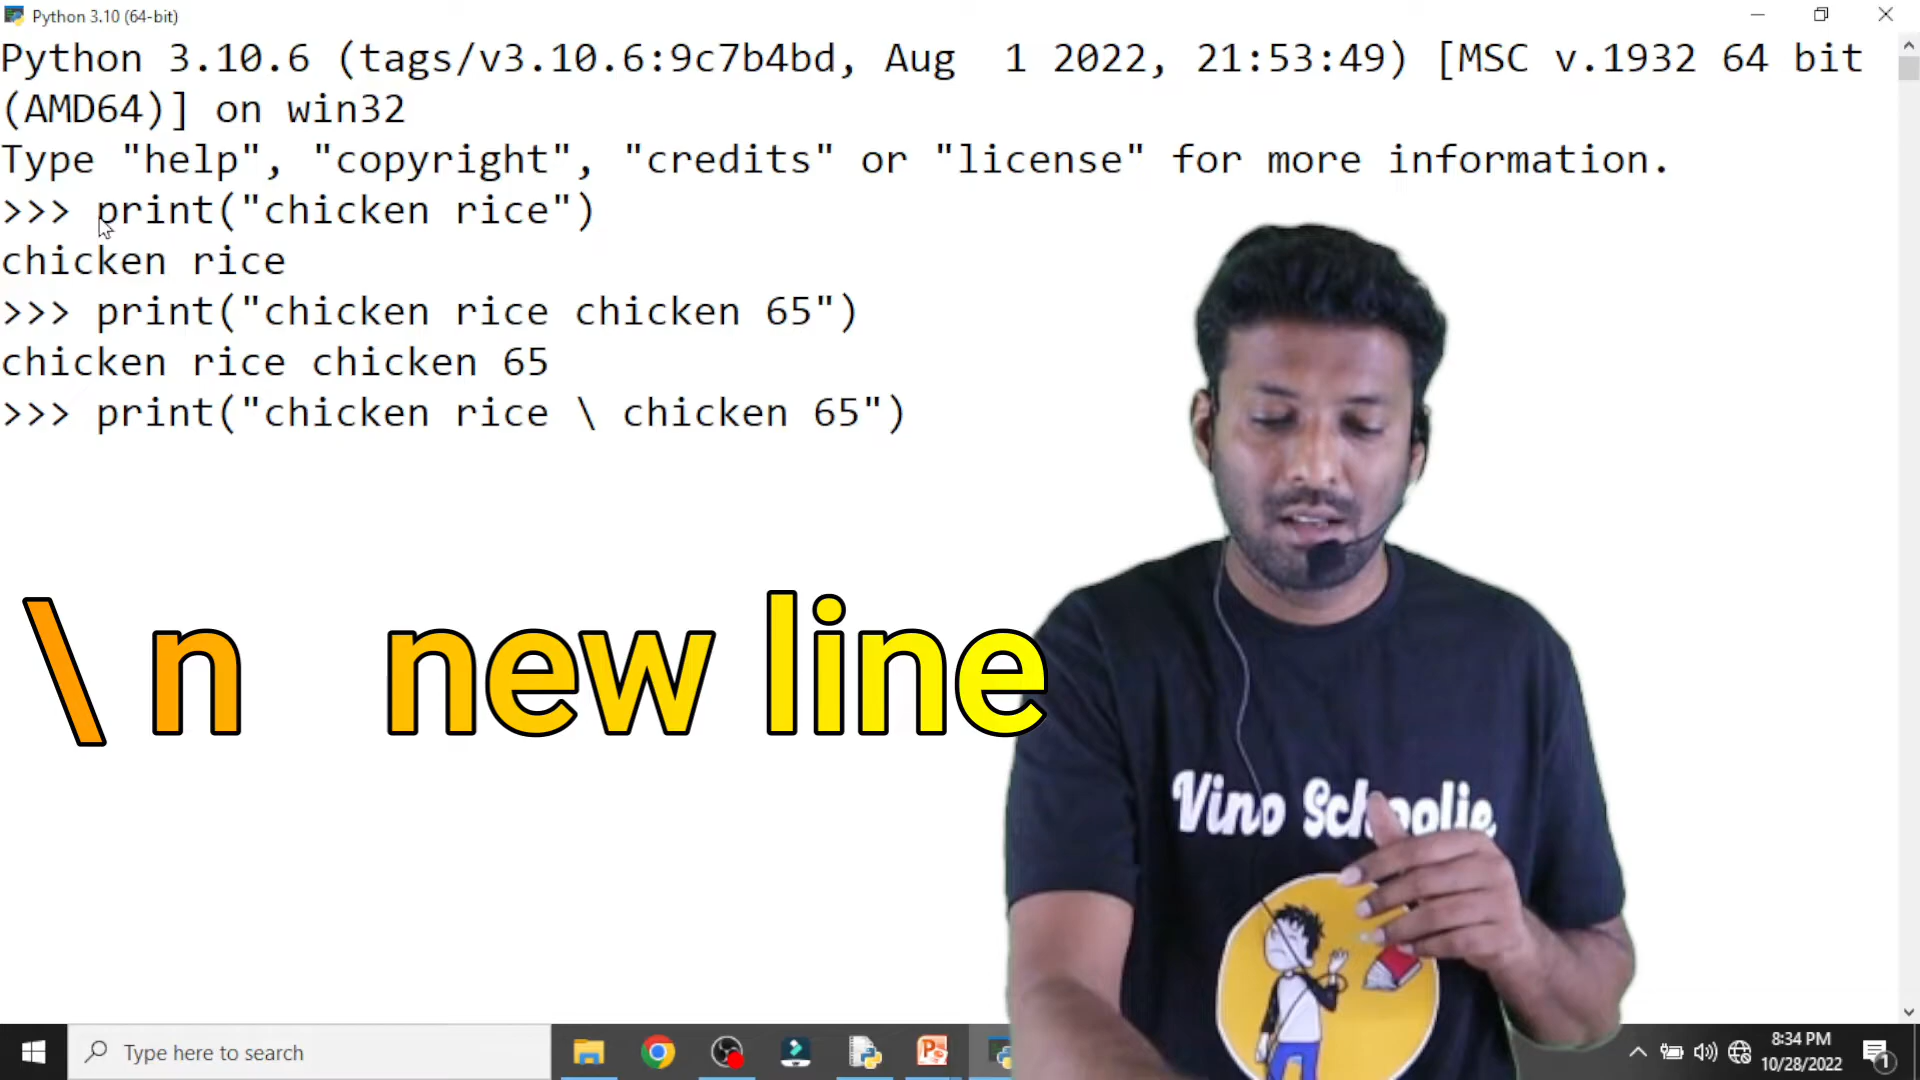 Python 3.10 (64-bit)
Python 3.10.6 (tags/v3.10.6:9c7b4bd, Aug  1 2022, 21:53:49) [MSC v.1932 64 bit
(AMD64)] on win32
Type "help", "copyright", "credits" or "license" for more information.
>>> print("chicken rice")
chicken rice
>>> print("chicken rice chicken 65")
chicken rice chicken 65
>>> print("chicken rice \ chicken 65")
\ n new line
Vino Schoolie
Type here to search
8:34 PM
10/28/2022
1